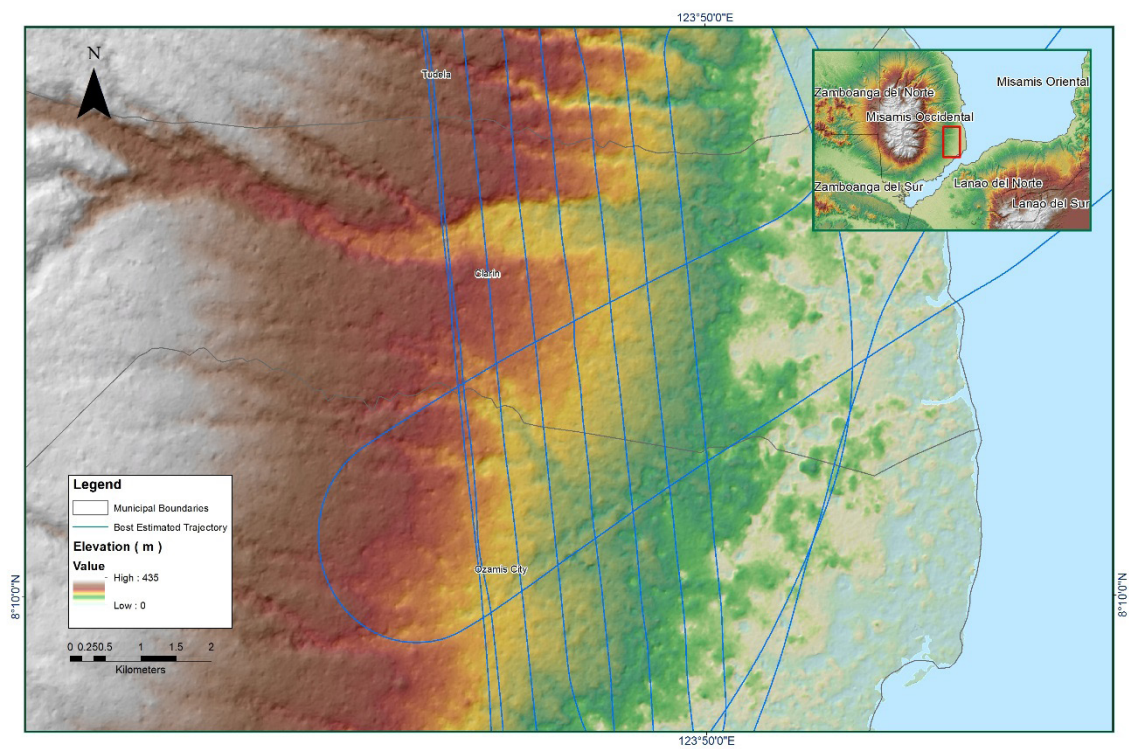 123°50'0"E
N
Tudela
Clarin
Ozamis City
Misamis Oriental
Zamboanga del Norte
Misamis Occidental
Zamboanga del Sur
Lanao del Norte
Lanao del Sur
Legend
Municipal Boundaries
Best Estimated Trajectory
Elevation ( m )
Value
High : 435
Low : 0
0 0.25 0.5 1 1.5 2
Kilometers
8°10'0"N
8°10'0"N
123°50'0"E